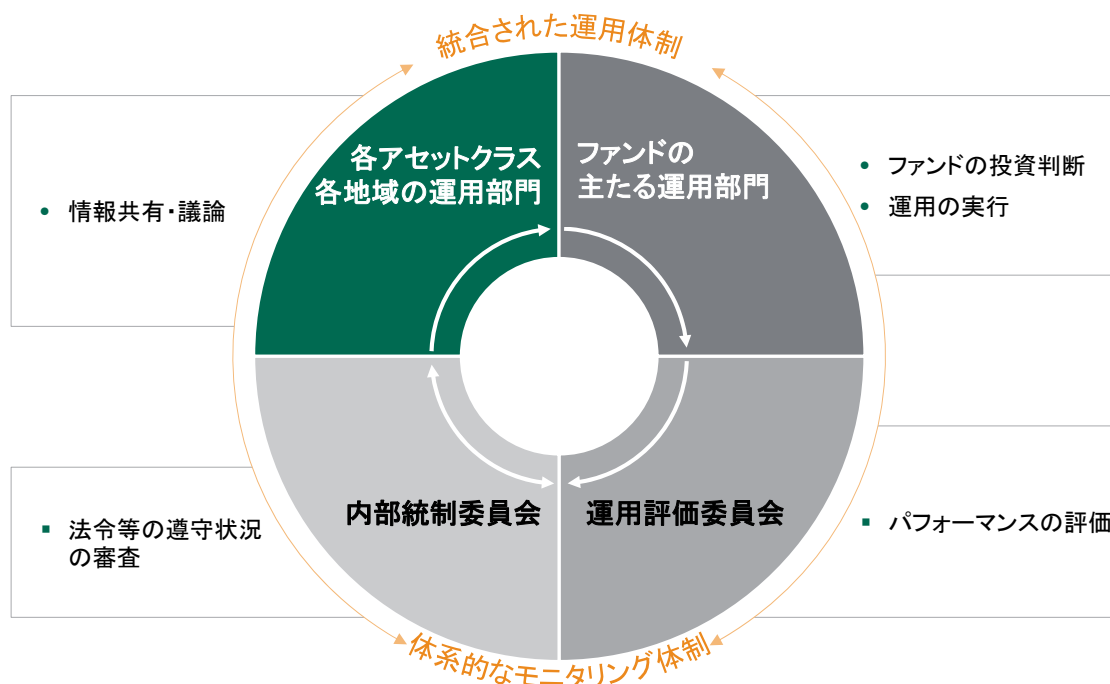 統合された運用体制
各アセットクラス
各地域の運用部門
ファンドの
主たる運用部門
• 情報共有・議論
• ファンドの投資判断
• 運用の実行
内部統制委員会
運用評価委員会
▪ 法令等の遵守状況
の審査
▪ パフォーマンスの評価
体系的なモニタリング体制